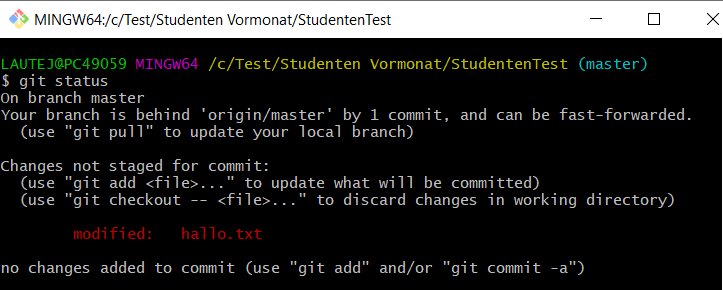 MINGW64:/c/Test/Studenten Vormonat/StudentenTest
LAUTEJ@PC49059 MINGW64 /c/Test/Studenten Vormonat/StudentenTest (master)
$ git status
On branch master
Your branch is behind 'origin/master' by 1 commit, and can be fast-forwarded.
  (use "git pull" to update your local branch)
Changes not staged for commit:
  (use "git add <file>..." to update what will be committed)
  (use "git checkout -- <file>..." to discard changes in working directory)
        modified:   hallo.txt
no changes added to commit (use "git add" and/or "git commit -a")